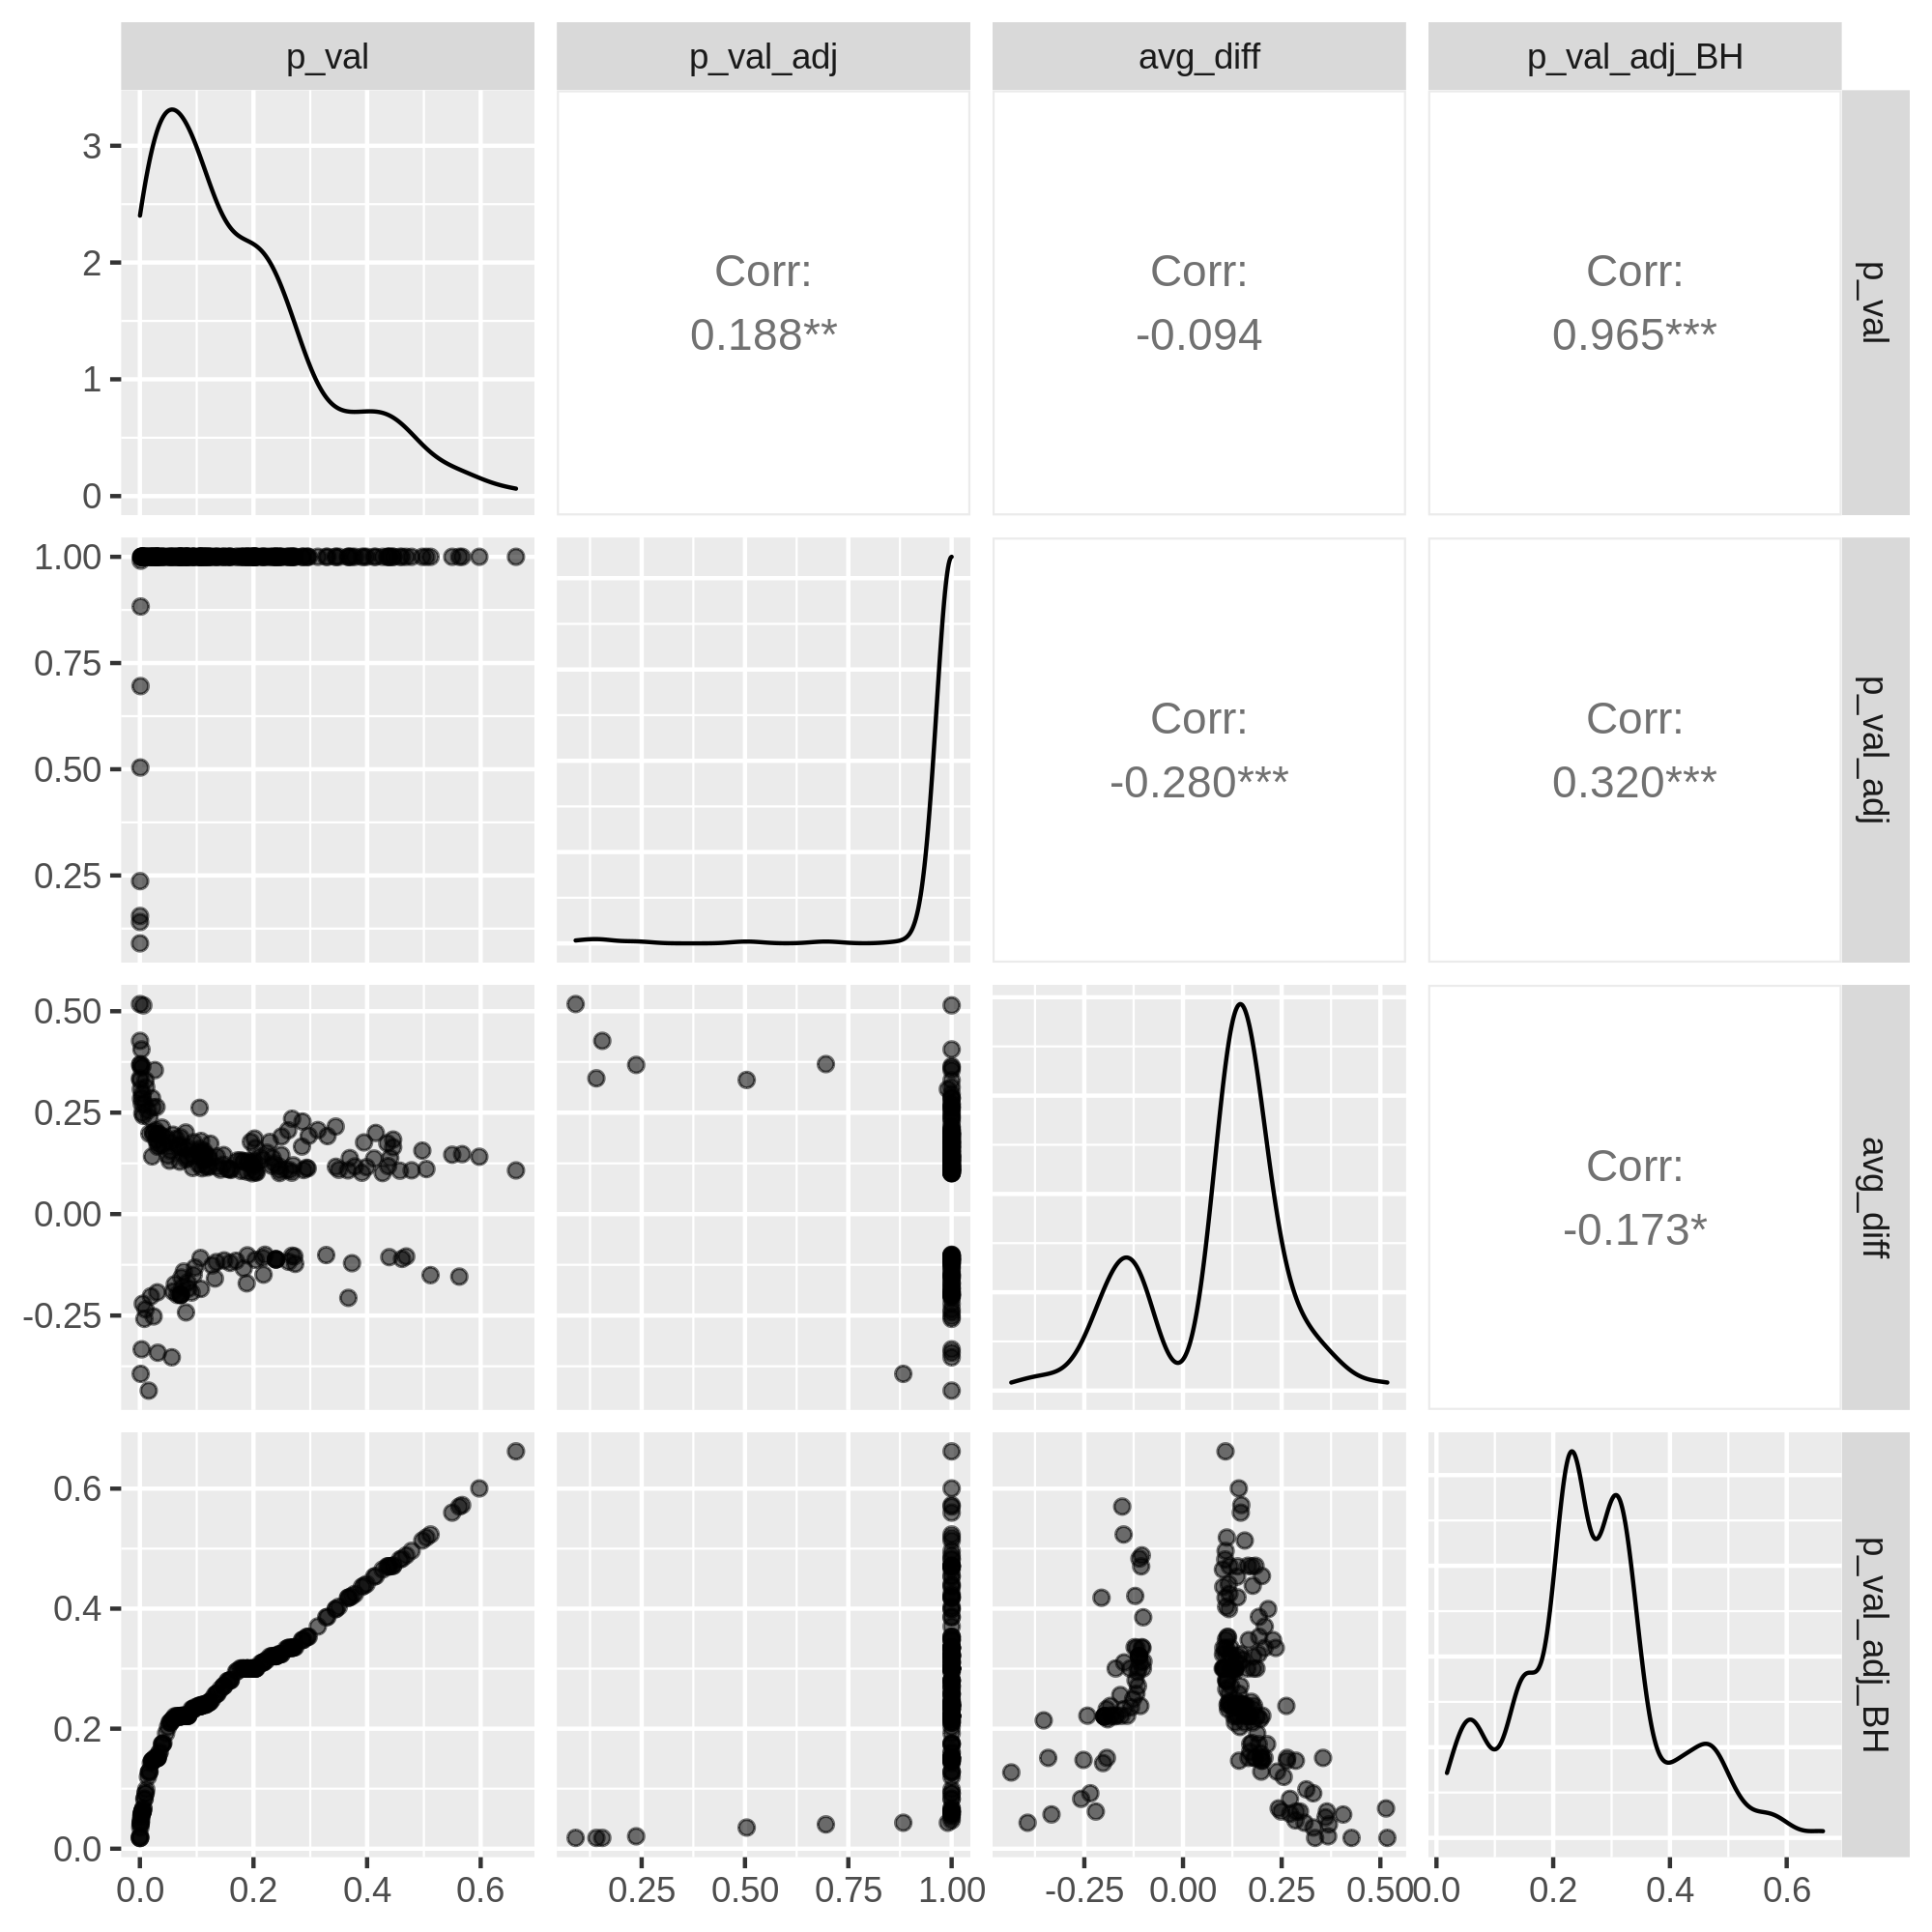 p_val
p_val_adj
avg_diff
p_val_adj_BH
3
2
1
0
Corr:
0.188**
Corr:
-0.094
Corr:
0.965***
p_val
1.00
0.75
0.50
0.25
Corr:
-0.280***
Corr:
0.320***
p_val_adj
0.50
0.25
0.00
-0.25
Corr:
-0.173*
avg_diff
0.6
0.4
0.2
0.0
p_val_adj_BH
0.0 0.2 0.4 0.6
0.25 0.50 0.75 1.00
-0.25 0.00 0.25 0.50
0.0 0.2 0.4 0.6